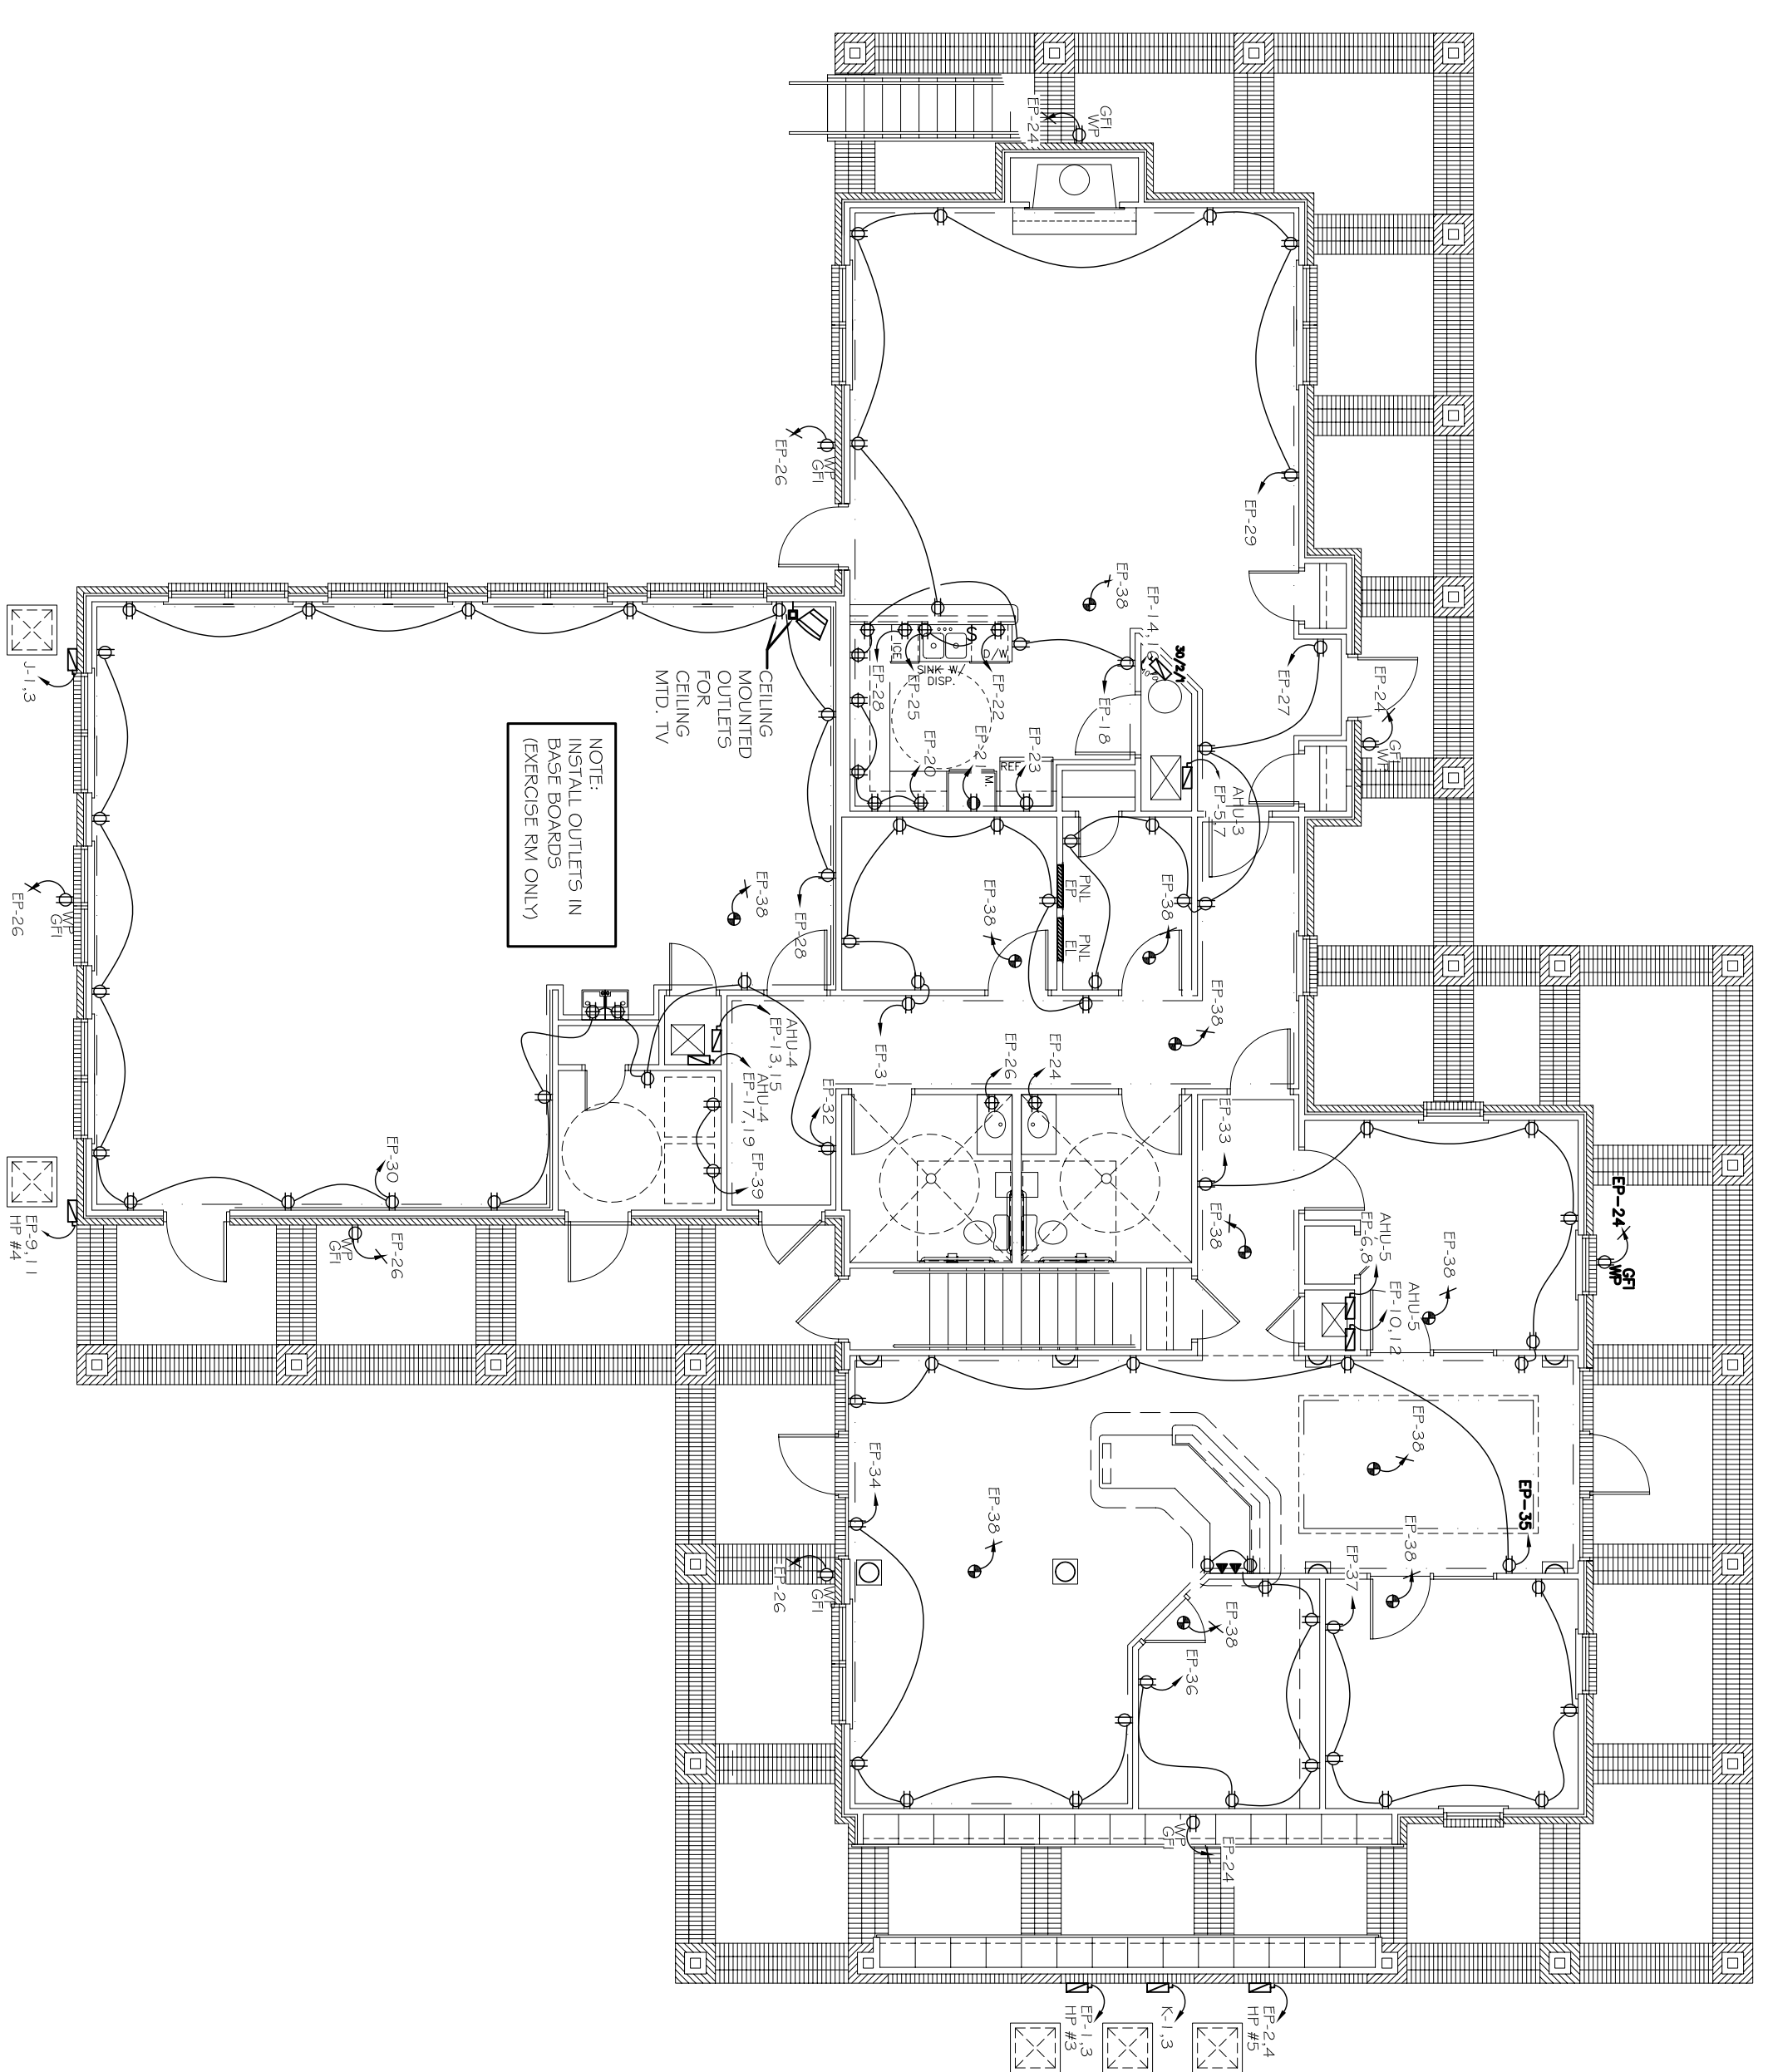 GFI
WP
EP-24
WP
GFI
EP-26
EP-29
EP-38
30/2/1
EP-18
EP-27
EP-24
GFI
WP
ICE
SINK W/
DISP.
D/W
$
EP-28
EP-25
EP-22
EP-20
M.
REF
EP-23
AHU-3
EP-5,7
CEILING
MOUNTED
OUTLETS
FOR
CEILING
MTD. TV
NOTE:
INSTALL OUTLETS IN
BASE BOARDS
(EXERCISE RM ONLY)
J-1,3
EP-26
WP
GFI
EP-38
EP-28
EP-38
PNL
EP
PNL
EL
EP-38
EP-38
EP-31
EP-26
EP-24
AHU-4
EP-13,15
AHU-4
EP-17,19
EP-32
EP-39
EP-30
EP-9,11
HP #4
WP
GFI
EP-26
EP-33
EP-38
AHU-5
EP-6,8
AHU-5
EP-10,12
EP-38
EP-24
GFI
WP
EP-34
EP-38
EP-38
EP-35
EP-38
EP-37
EP-38
EP-36
EP-26
WP
GFI
WP
GFI
EP-24
EP-1,3
HP #3
K-1,3
EP-2,4
HP #5